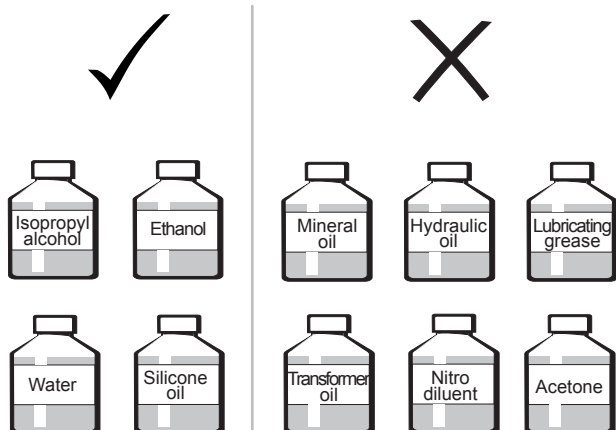 Isopropyl
alcohol
Ethanol
Mineral
oil
Hydraulic
oil
Lubricating
grease
Water
Silicone
oil
Transformer
oil
Nitro
diluent
Acetone